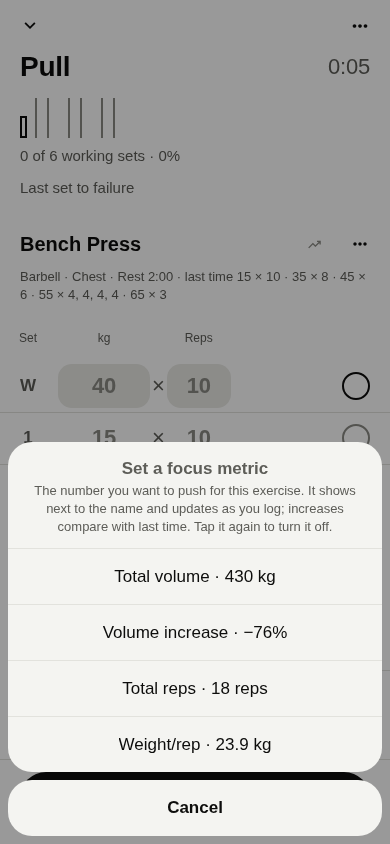 Pull
0:05
0 of 6 working sets · 0%
Last set to failure
Bench Press
Barbell · Chest · Rest 2:00 · last time 15 × 10 · 35 × 8 · 45 ×
6 · 55 × 4, 4, 4, 4 · 65 × 3
Set kg Reps
W 40 × 10
1 15 × 10
Set a focus metric
The number you want to push for this exercise. It shows
next to the name and updates as you log; increases
compare with last time. Tap it again to turn it off.
Total volume · 430 kg
Volume increase · −76%
Total reps · 18 reps
Weight/rep · 23.9 kg
Cancel